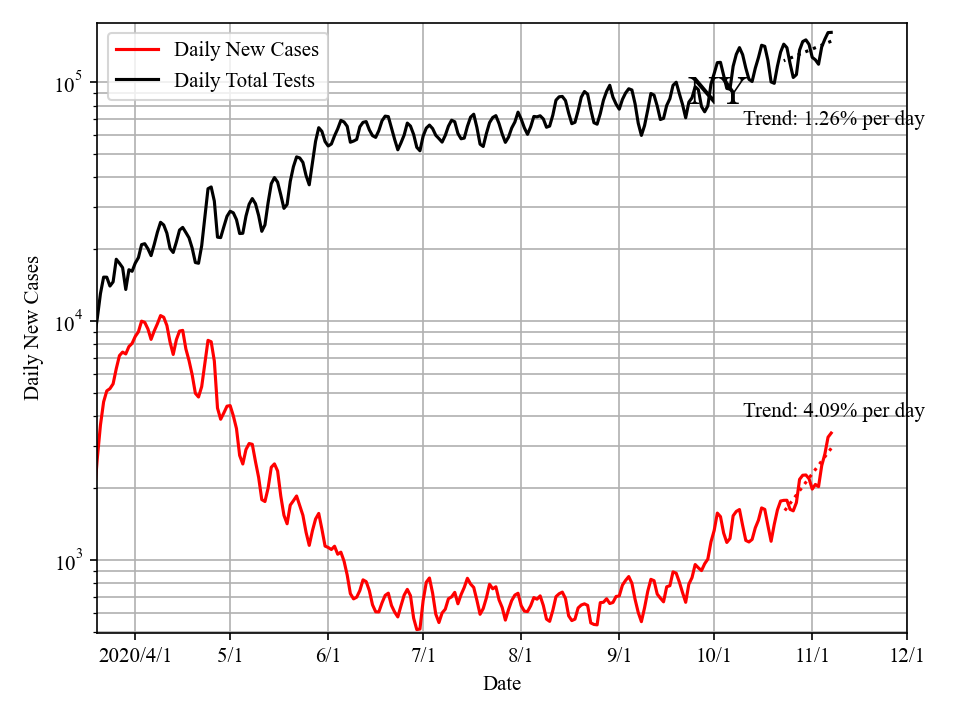 Daily New Cases
Daily Total Tests
NY
Trend: 1.26% per day
Trend: 4.09% per day
Daily New Cases
10^5
10^4
10^3
2020/4/1 5/1 6/1 7/1 8/1 9/1 10/1 11/1 12/1
Date